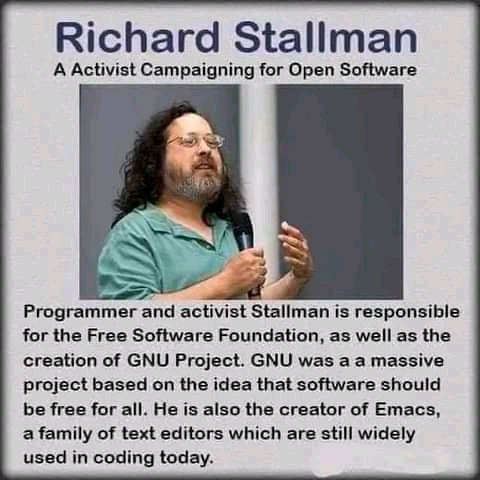 Richard Stallman
A Activist Campaigning for Open Software
Programmer and activist Stallman is responsible
for the Free Software Foundation, as well as the
creation of GNU Project. GNU was a a massive
project based on the idea that software should
be free for all. He is also the creator of Emacs,
a family of text editors which are still widely
used in coding today.